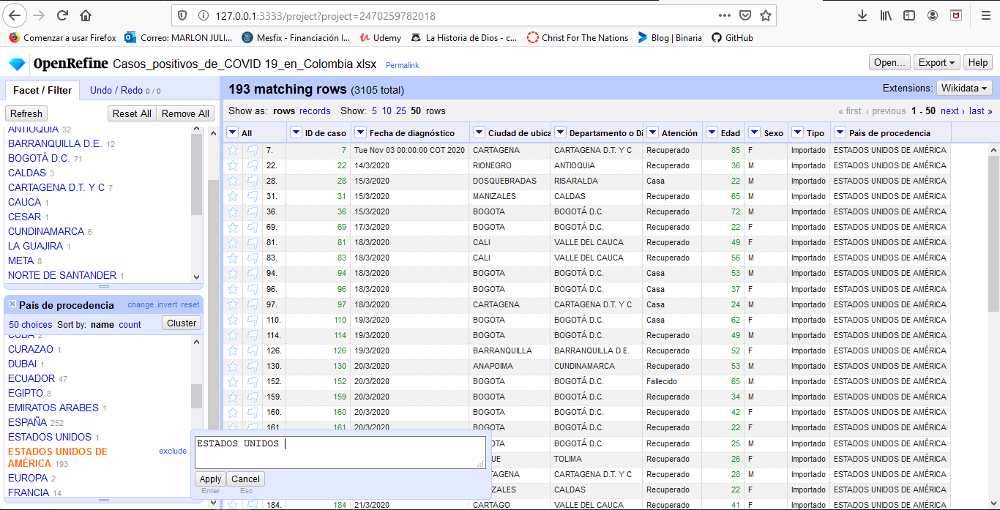 127.0.0.1:3333/project?project=2470259782018
Comenzar a usar Firefox Correo: MARLON JULI... Mesfix - Financiación I... Udemy La Historia de Dios - c... Christ For The Nations Blog | Binaria GitHub
OpenRefine Casos_positivos_de_COVID 19_en_Colombia xlsx Permalink Open... Export Help
Facet / Filter Undo / Redo 0 / 0
193 matching rows (3105 total) Extensions: Wikidata
Refresh Reset All Remove All
Show as: rows records Show: 5 10 25 50 rows « first ‹ previous 1 - 50 next › last »
ANTIOQUIA 32
BARRANQUILLA D.E. 12
BOGOTÁ D.C. 71
CALDAS 3
CARTAGENA D.T. Y C 7
CAUCA 1
CESAR 1
CUNDINAMARCA 6
LA GUAJIRA 1
META 8
NORTE DE SANTANDER 1
País de procedencia change invert reset
50 choices Sort by: name count Cluster
CUBA 2
CURAZAO 1
DUBAI 1
ECUADOR 47
EGIPTO 8
EMIRATOS ARABES 1
ESPAÑA 252
ESTADOS UNIDOS 1
ESTADOS UNIDOS DE AMÉRICA 193 exclude
EUROPA 2
FRANCIA 14
All ID de caso Fecha de diagnóstico Ciudad de ubica Departamento o Di Atención Edad Sexo Tipo País de procedencia
7. 7 Tue Nov 03 00:00:00 COT 2020 CARTAGENA CARTAGENA D.T. Y C Recuperado 85 F Importado ESTADOS UNIDOS DE AMÉRICA
22. 22 14/3/2020 RIONEGRO ANTIOQUIA Recuperado 36 M Importado ESTADOS UNIDOS DE AMÉRICA
28. 28 15/3/2020 DOSQUEBRADAS RISARALDA Casa 22 M Importado ESTADOS UNIDOS DE AMÉRICA
31. 31 15/3/2020 MANIZALES CALDAS Recuperado 65 M Importado ESTADOS UNIDOS DE AMÉRICA
36. 36 15/3/2020 BOGOTA BOGOTÁ D.C. Recuperado 72 M Importado ESTADOS UNIDOS DE AMÉRICA
69. 69 17/3/2020 BOGOTA BOGOTÁ D.C. Recuperado 22 F Importado ESTADOS UNIDOS DE AMÉRICA
81. 81 18/3/2020 CALI VALLE DEL CAUCA Recuperado 49 F Importado ESTADOS UNIDOS DE AMÉRICA
83. 83 18/3/2020 CALI VALLE DEL CAUCA Recuperado 56 M Importado ESTADOS UNIDOS DE AMÉRICA
94. 94 18/3/2020 BOGOTA BOGOTÁ D.C. Casa 53 M Importado ESTADOS UNIDOS DE AMÉRICA
96. 96 18/3/2020 BOGOTA BOGOTÁ D.C. Casa 37 F Importado ESTADOS UNIDOS DE AMÉRICA
97. 97 18/3/2020 CARTAGENA CARTAGENA D.T. Y C Casa 24 M Importado ESTADOS UNIDOS DE AMÉRICA
110. 110 19/3/2020 BOGOTA BOGOTÁ D.C. Casa 62 F Importado ESTADOS UNIDOS DE AMÉRICA
114. 114 19/3/2020 BOGOTA BOGOTÁ D.C. Recuperado 49 M Importado ESTADOS UNIDOS DE AMÉRICA
126. 126 19/3/2020 BARRANQUILLA BARRANQUILLA D.E. Recuperado 52 F Importado ESTADOS UNIDOS DE AMÉRICA
130. 130 20/3/2020 ANAPOIMA CUNDINAMARCA Recuperado 53 M Importado ESTADOS UNIDOS DE AMÉRICA
152. 152 20/3/2020 BOGOTA BOGOTÁ D.C. Fallecido 65 M Importado ESTADOS UNIDOS DE AMÉRICA
159. 159 20/3/2020 BOGOTA BOGOTÁ D.C. Recuperado 34 M Importado ESTADOS UNIDOS DE AMÉRICA
160. 160 20/3/2020 BOGOTA BOGOTÁ D.C. Recuperado 42 F Importado ESTADOS UNIDOS DE AMÉRICA
161. 161 20/3/2020 BOGOTA BOGOTÁ D.C. Recuperado 22 F Importado ESTADOS UNIDOS DE AMÉRICA
OTA BOGOTÁ D.C. Recuperado 25 M Importado ESTADOS UNIDOS DE AMÉRICA
UE TOLIMA Recuperado 26 F Importado ESTADOS UNIDOS DE AMÉRICA
TAGENA CARTAGENA D.T. Y C Recuperado 28 M Importado ESTADOS UNIDOS DE AMÉRICA
ZALES CALDAS Recuperado 22 F Importado ESTADOS UNIDOS DE AMÉRICA
184. 184 21/3/2020 CARTAGO VALLE DEL CAUCA Recuperado 41 F Importado ESTADOS UNIDOS DE AMÉRICA
ESTADOS UNIDOS
Apply Cancel
Enter Esc